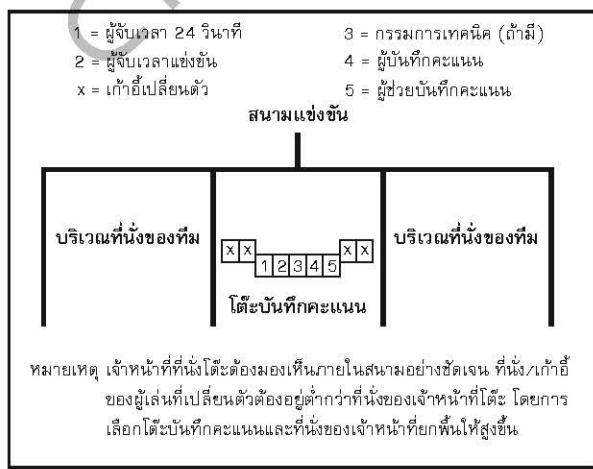 1 = ผู้จับเวลา 24 วินาที 3 = กรรมการเทคนิค (ถ้ามี)
2 = ผู้จับเวลาแข่งขัน 4 = ผู้บันทึกคะแนน
x = เก้าอี้เปลี่ยนตัว 5 = ผู้ช่วยบันทึกคะแนน
สนามแข่งขัน
บริเวณที่นั่งของทีม บริเวณที่นั่งของทีม
x x x x
1 2 3 4 5
โต๊ะบันทึกคะแนน
หมายเหตุ เจ้าหน้าที่ที่นั่งโต๊ะต้องมองเห็นภายในสนามอย่างชัดเจน ที่นั่ง/เก้าอี้
ของผู้เล่นที่เปลี่ยนตัวต้องอยู่ต่ำกว่าที่นั่งของเจ้าหน้าที่โต๊ะ โดยการ
เลือกโต๊ะบันทึกคะแนนและที่นั่งของเจ้าหน้าที่ยกพื้นให้สูงขึ้น